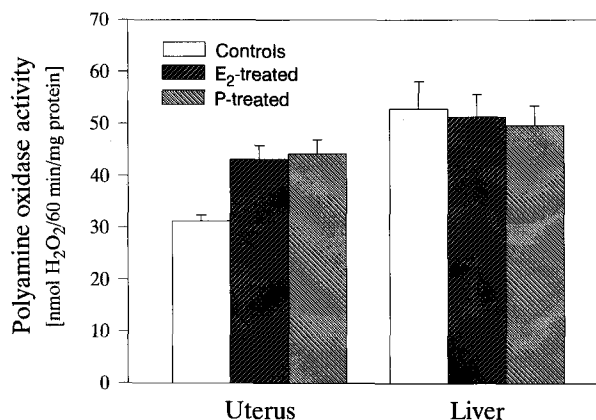 Polyamine oxidase activity
[nmol H₂O₂/60 min/mg protein]
70
60
50
40
30
20
10
0
Controls
E₂-treated
P-treated
Uterus
Liver